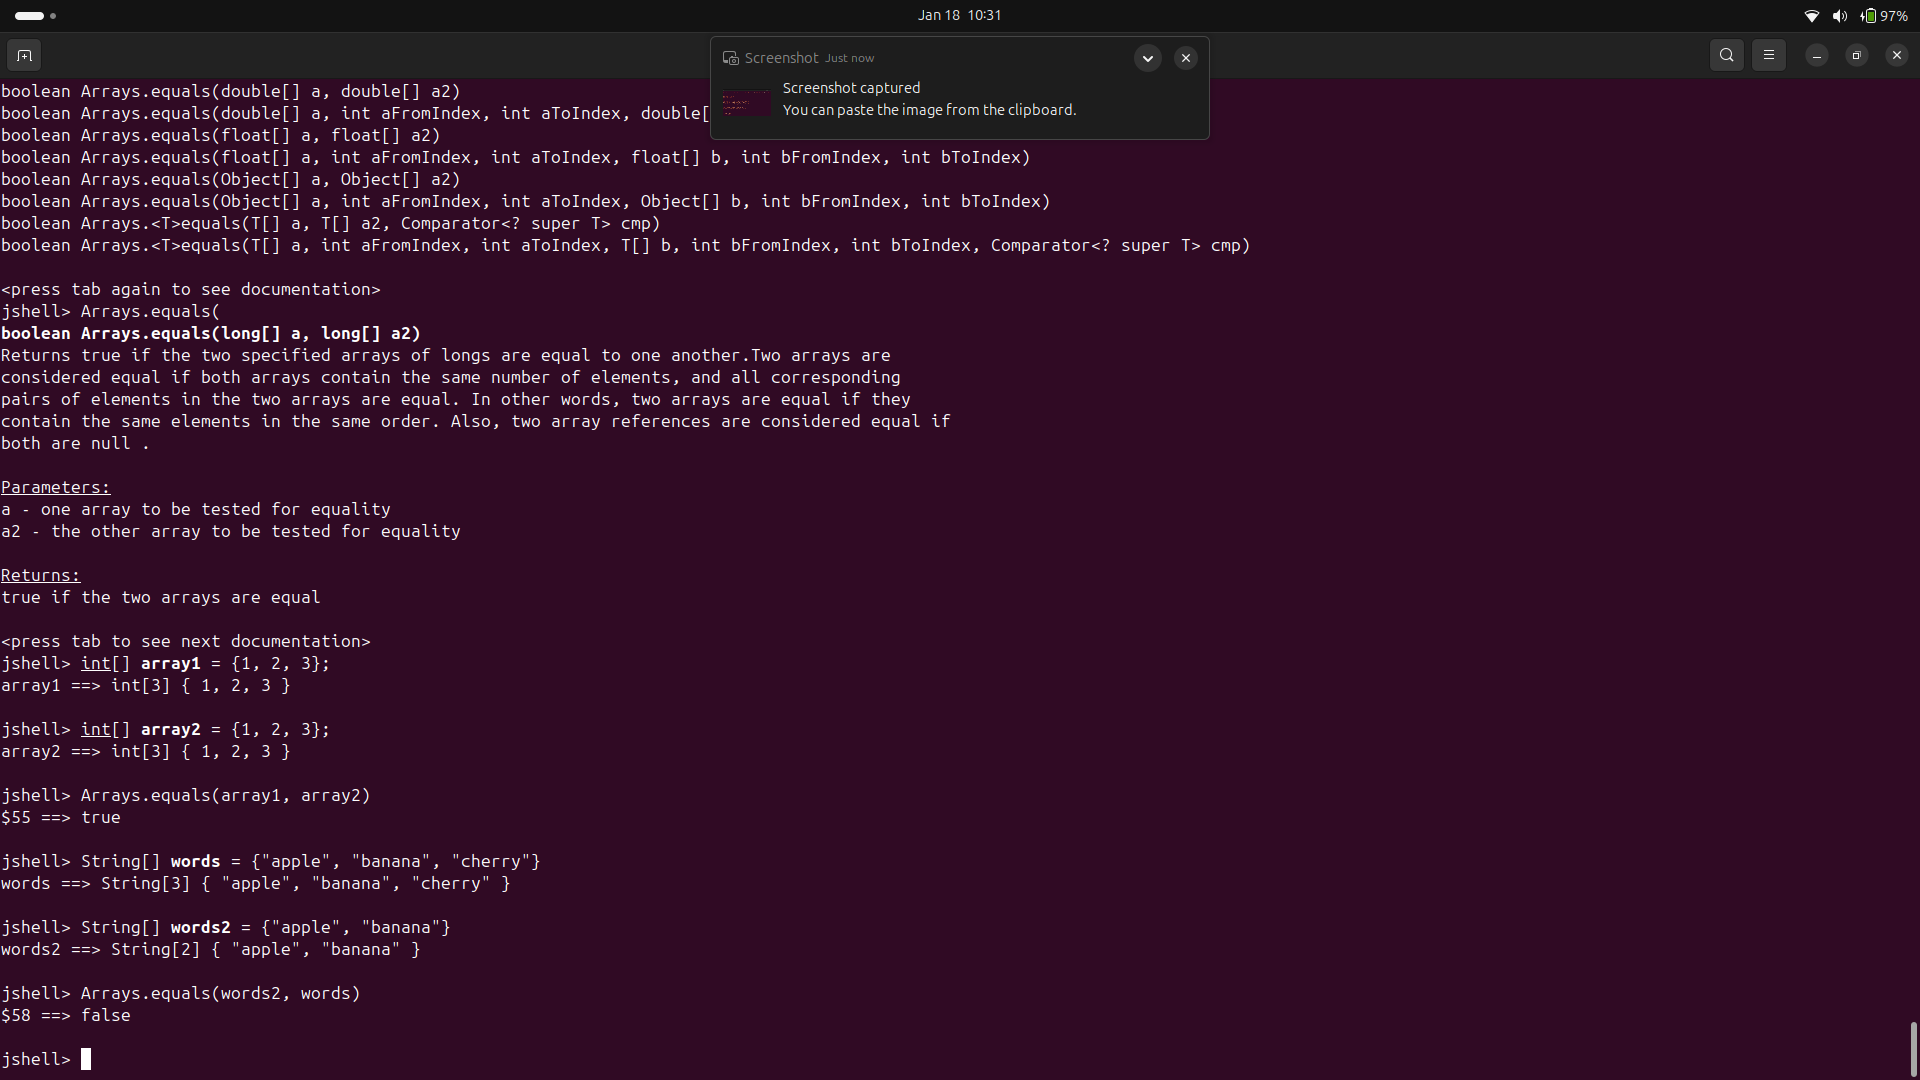 Jan 18 10:31
97%
Screenshot Just now
Screenshot captured
You can paste the image from the clipboard.
boolean Arrays.equals(double[] a, double[] a2)
boolean Arrays.equals(double[] a, int aFromIndex, int aToIndex, double[
boolean Arrays.equals(float[] a, float[] a2)
boolean Arrays.equals(float[] a, int aFromIndex, int aToIndex, float[] b, int bFromIndex, int bToIndex)
boolean Arrays.equals(Object[] a, Object[] a2)
boolean Arrays.equals(Object[] a, int aFromIndex, int aToIndex, Object[] b, int bFromIndex, int bToIndex)
boolean Arrays.<T>equals(T[] a, T[] a2, Comparator<? super T> cmp)
boolean Arrays.<T>equals(T[] a, int aFromIndex, int aToIndex, T[] b, int bFromIndex, int bToIndex, Comparator<? super T> cmp)
<press tab again to see documentation>
jshell> Arrays.equals(
boolean Arrays.equals(long[] a, long[] a2)
Returns true if the two specified arrays of longs are equal to one another.Two arrays are
considered equal if both arrays contain the same number of elements, and all corresponding
pairs of elements in the two arrays are equal. In other words, two arrays are equal if they
contain the same elements in the same order. Also, two array references are considered equal if
both are null .
Parameters:
a - one array to be tested for equality
a2 - the other array to be tested for equality
Returns:
true if the two arrays are equal
<press tab to see next documentation>
jshell> int[] array1 = {1, 2, 3};
array1 ==> int[3] { 1, 2, 3 }
jshell> int[] array2 = {1, 2, 3};
array2 ==> int[3] { 1, 2, 3 }
jshell> Arrays.equals(array1, array2)
$55 ==> true
jshell> String[] words = {"apple", "banana", "cherry"}
words ==> String[3] { "apple", "banana", "cherry" }
jshell> String[] words2 = {"apple", "banana"}
words2 ==> String[2] { "apple", "banana" }
jshell> Arrays.equals(words2, words)
$58 ==> false
jshell>